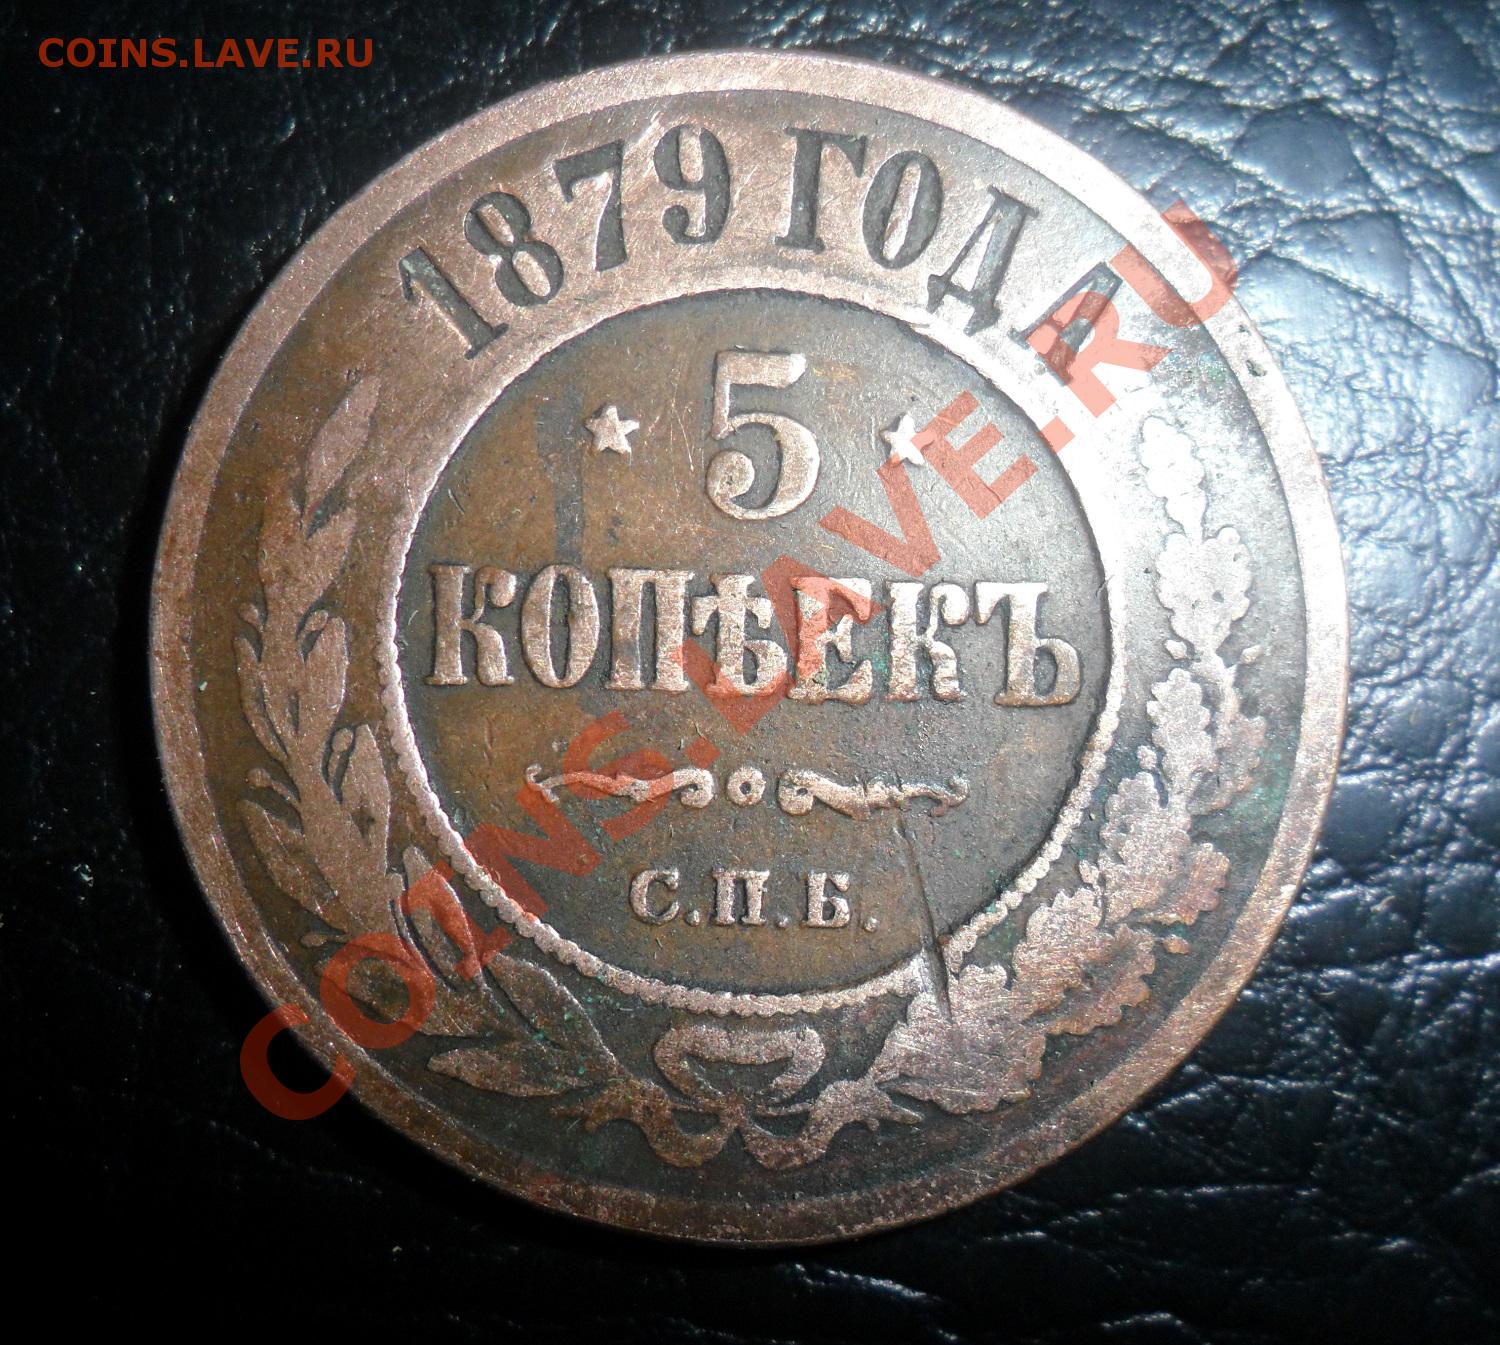 COINS.LAVE.RU
1879 ГОДА
5
КОПѢЕКЪ
С.П.Б.
COINS.LAVE.RU